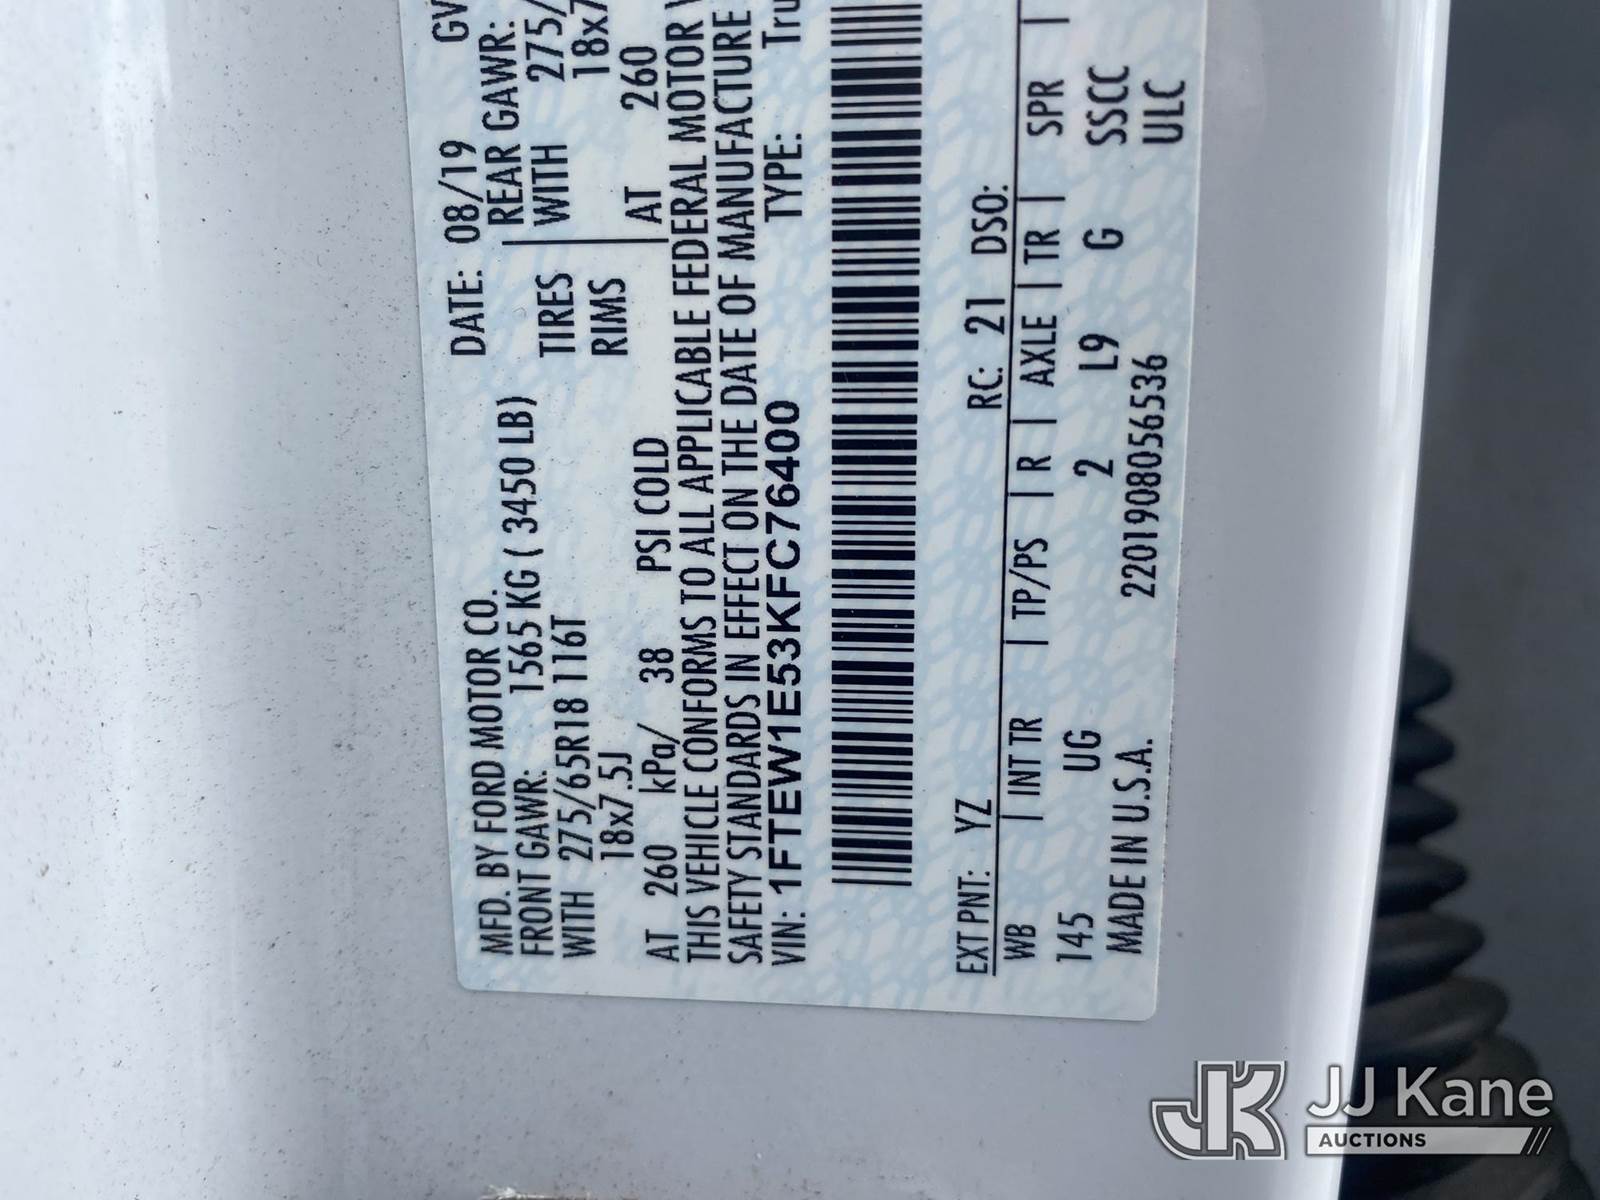 MFD. BY FORD MOTOR CO.
DATE: 08/19 GV
FRONT GAWR: 1565 KG ( 3450 LB)
REAR GAWR:
WITH 275/65R18 116T TIRES WITH 275/
18x7.5J RIMS 18x7
AT 260 kPa/ 38 PSI COLD AT 260
THIS VEHICLE CONFORMS TO ALL APPLICABLE FEDERAL MOTOR
SAFETY STANDARDS IN EFFECT ON THE DATE OF MANUFACTURE
VIN: 1FTEW1E53KFC76400 TYPE: Tru
EXT PNT: YZ RC: 21 DSO:
WB | INT TR | TP/PS | R | AXLE | TR | SPR |
145 UG 2 L9 G SSCC
MADE IN U.S.A. 220190805653​6 ULC
JK JJ Kane
AUCTIONS